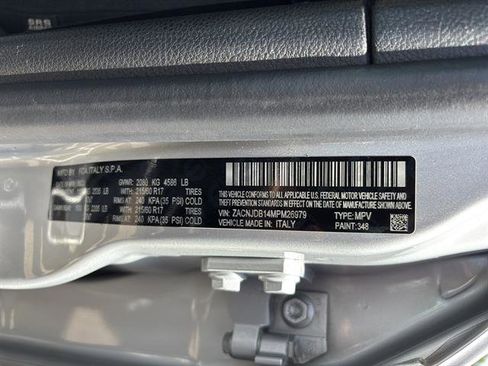 MFD BY: FCA ITALY S.P.A.
GVWR: 2080 KG 4586 LB
WITH: 215/60 R17 TIRES
RIMS AT: 240 KPA(35 PSI) COLD
WITH: 215/60 R17 TIRES
RIMS AT: 240 KPA(35 PSI) COLD
THIS VEHICLE CONFORMS TO ALL APPLICABLE U.S. FEDERAL MOTOR VEHICLE
SAFETY STANDARDS IN EFFECT ON THE DATE OF MANUFACTURE SHOWN ABOVE.
VIN: ZACNJDB14MPM26979 TYPE: MPV
VEHICLE MADE IN: ITALY PAINT: 348